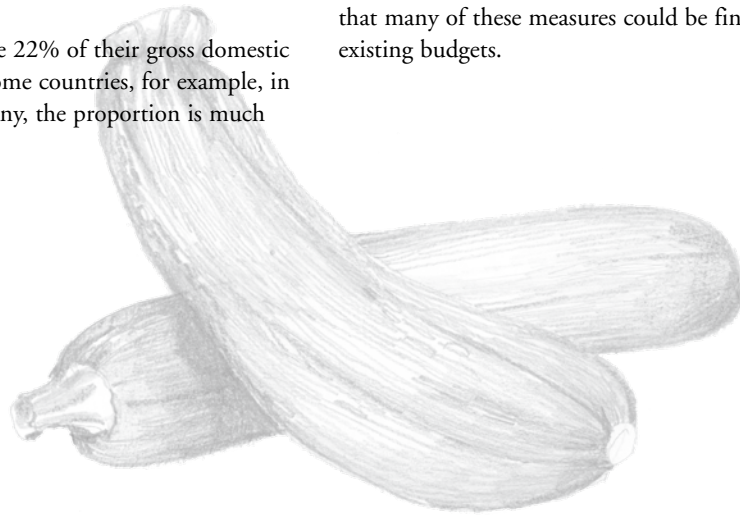 e 22% of their gross domestic
ome countries, for example, in
ny, the proportion is much
that many of these measures could be fin
existing budgets.